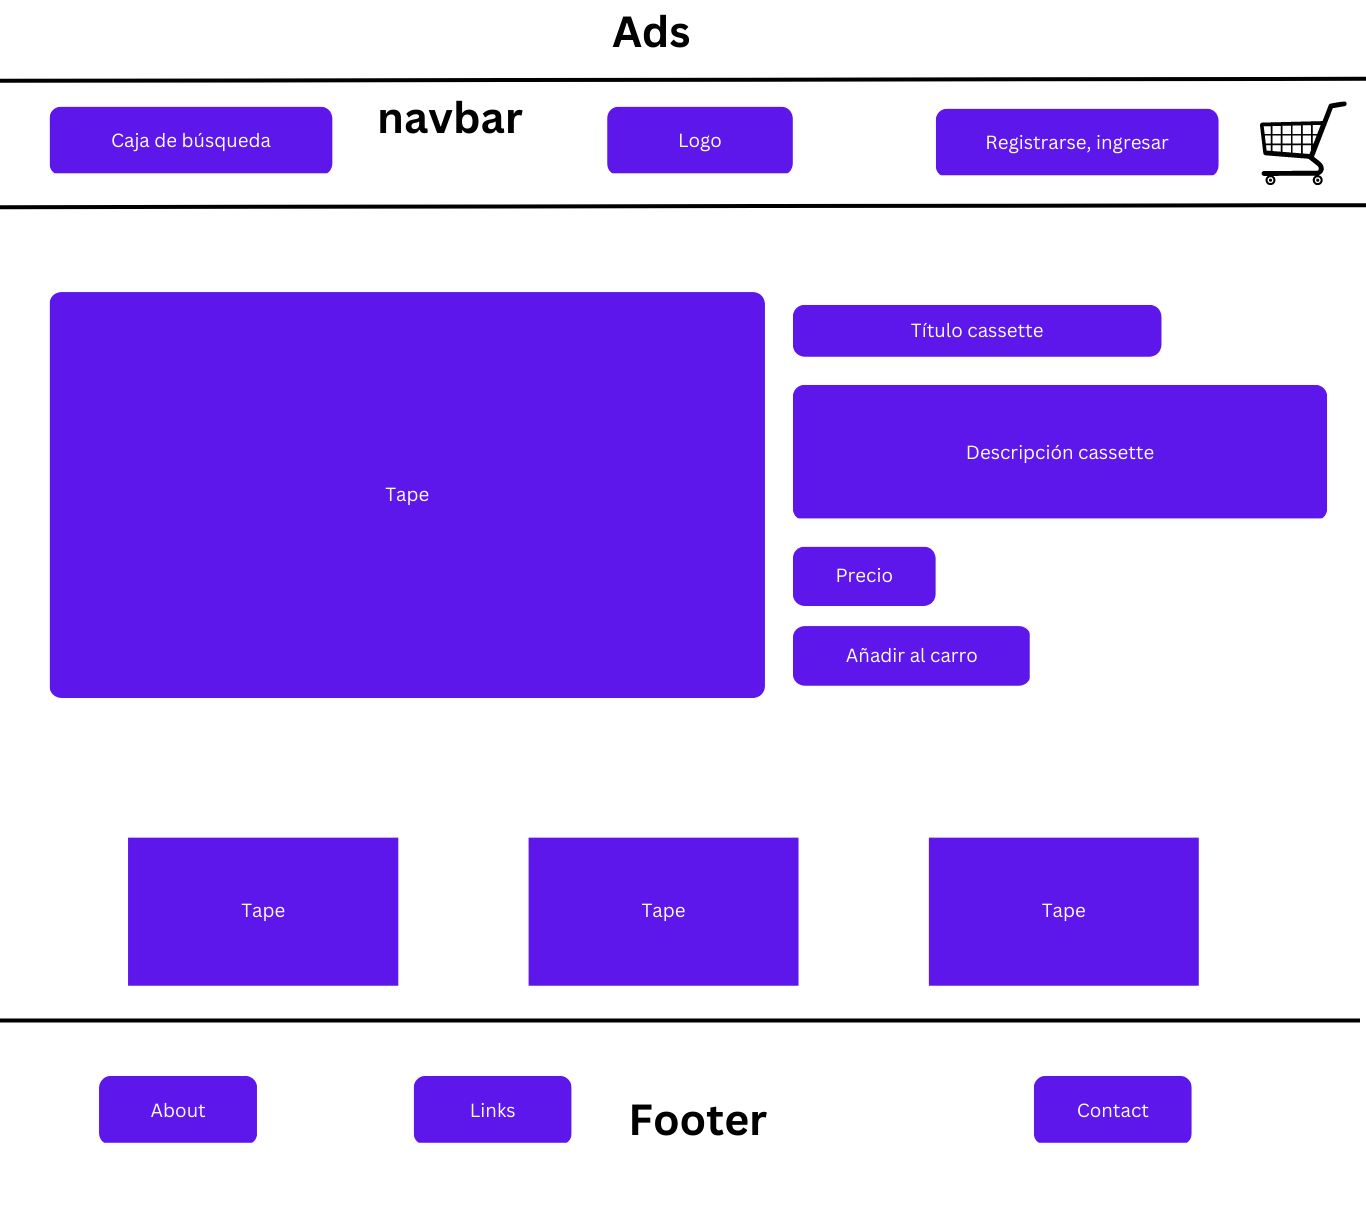 Ads
Caja de búsqueda
navbar
Logo
Registrarse, ingresar
Tape
Título cassette
Descripción cassette
Precio
Añadir al carro
Tape
Tape
Tape
About
Links
Footer
Contact